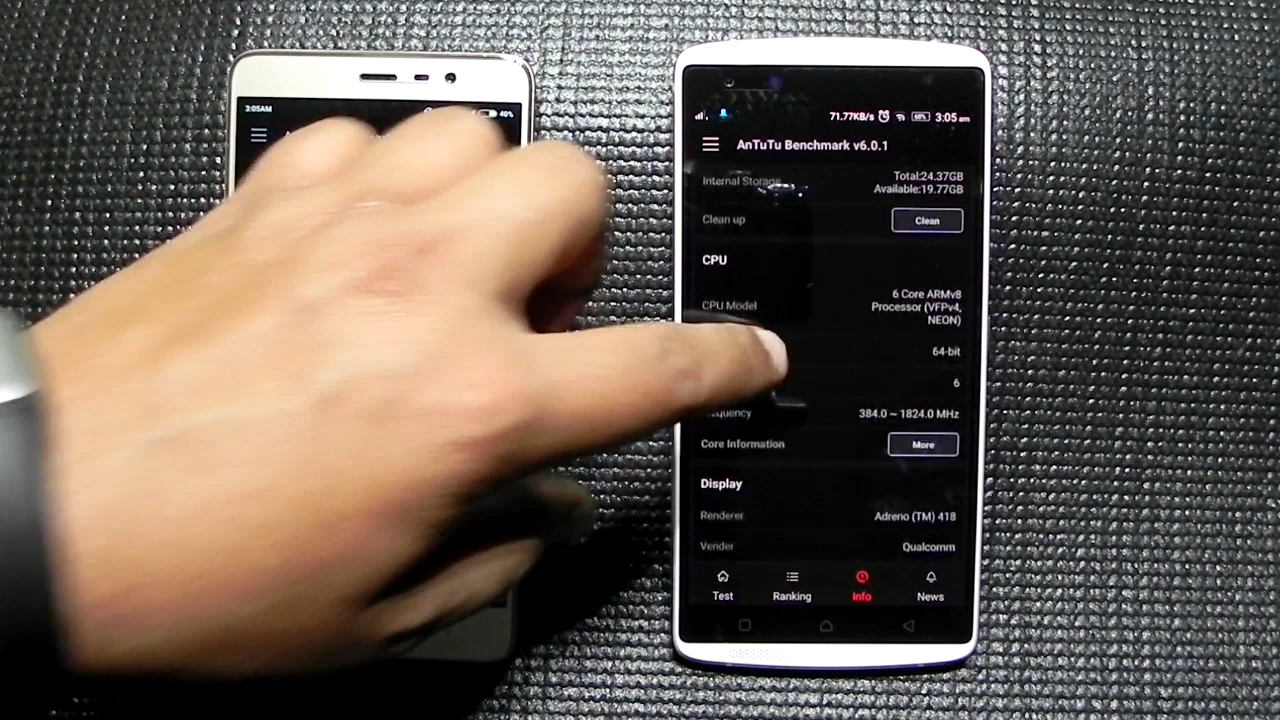 3:05AM
40%
71.77KB/s 68% 3:05 am
AnTuTu Benchmark v6.0.1
Internal Storage
Total:24.37GB
Available:19.77GB
Clean up
Clean
CPU
CPU Model
6 Core ARMv8
Processor (VFPv4,
NEON)
64-bit
6
384.0 ~ 1824.0 MHz
Core Information
More
Display
Renderer
Adreno (TM) 418
Vender
Qualcomm
Test
Ranking
Info
News